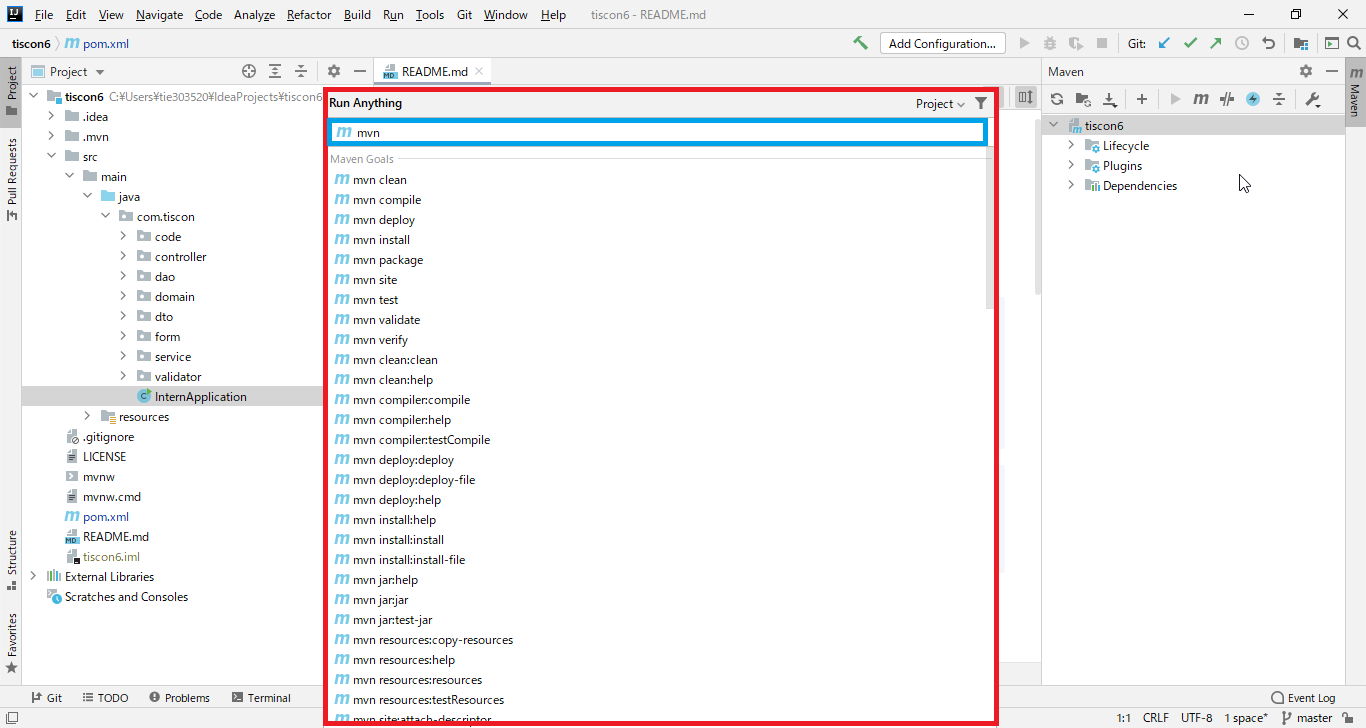 File Edit View Navigate Code Analyze Refactor Build Run Tools Git Window Help tiscon6 - README.md
tiscon6 pom.xml Add Configuration... Git:
Project
README.md
Maven
Project
Pull Requests
Structure
Favorites
tiscon6 C:¥Users¥tie303520¥IdeaProjects¥tiscon6
.idea
.mvn
src
main
java
com.tiscon
code
controller
dao
domain
dto
form
service
validator
InternApplication
resources
.gitignore
LICENSE
mvnw
mvnw.cmd
pom.xml
README.md
tiscon6.iml
External Libraries
Scratches and Consoles
Run Anything Project
mvn
Maven Goals
mvn clean
mvn compile
mvn deploy
mvn install
mvn package
mvn site
mvn test
mvn validate
mvn verify
mvn clean:clean
mvn clean:help
mvn compiler:compile
mvn compiler:help
mvn compiler:testCompile
mvn deploy:deploy
mvn deploy:deploy-file
mvn deploy:help
mvn install:help
mvn install:install
mvn install:install-file
mvn jar:help
mvn jar:jar
mvn jar:test-jar
mvn resources:copy-resources
mvn resources:help
mvn resources:resources
mvn resources:testResources
mvn site:attach-descriptor
tiscon6
Lifecycle
Plugins
Dependencies
Maven
Git TODO Problems Terminal Event Log
1:1 CRLF UTF-8 1 space* master